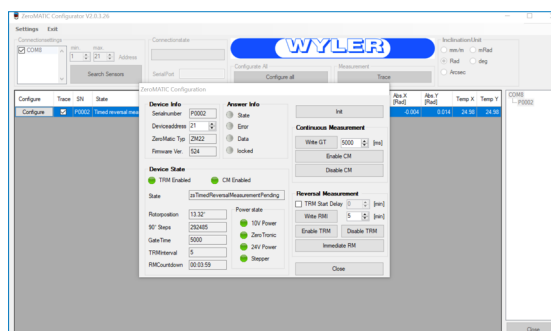 ZeroMATIC Configurator V2.0.3.26
Settings Exit
Connectionsettings
COM8
min. max.
1 21 Address
Search Sensors
Connectionstate
SerialPort
WYLER
Configurate All
Configure all
Measurement
Trace
Inclination/Unit
mm/m mRad
Rad deg
Arcsec
Configure Trace SN State
Abs.X [Rad] Abs.Y [Rad] Temp X Temp Y
Configure P0002 Timed reversal mea
-0.004 0.014 24.98 24.98
COM8
P0002
ZeroMATIC Configuration
Device Info
Serialnumber P0002
Deviceaddress 21
ZeroMatic Typ ZM22
Firmware Ver. 524
Answer Info
State
Error
Data
locked
Init
Continuous Measurement
Write GT 5000 [ms]
Enable CM
Disable CM
Device State
TRM Enabled CM Enabled
State zsTimedReversalMeasurementPending
Rotorposition 13.32°
90° Steps 292485
GateTime 5000
TRMInterval 5
RMCountdown 00:03:59
Power state
10V Power
ZeroTronic
24V Power
Stepper
Reversal Measurement
TRM Start Delay 0 [min]
Write RMI 5 [min]
Enable TRM Disable TRM
Immediate RM
Close
Close